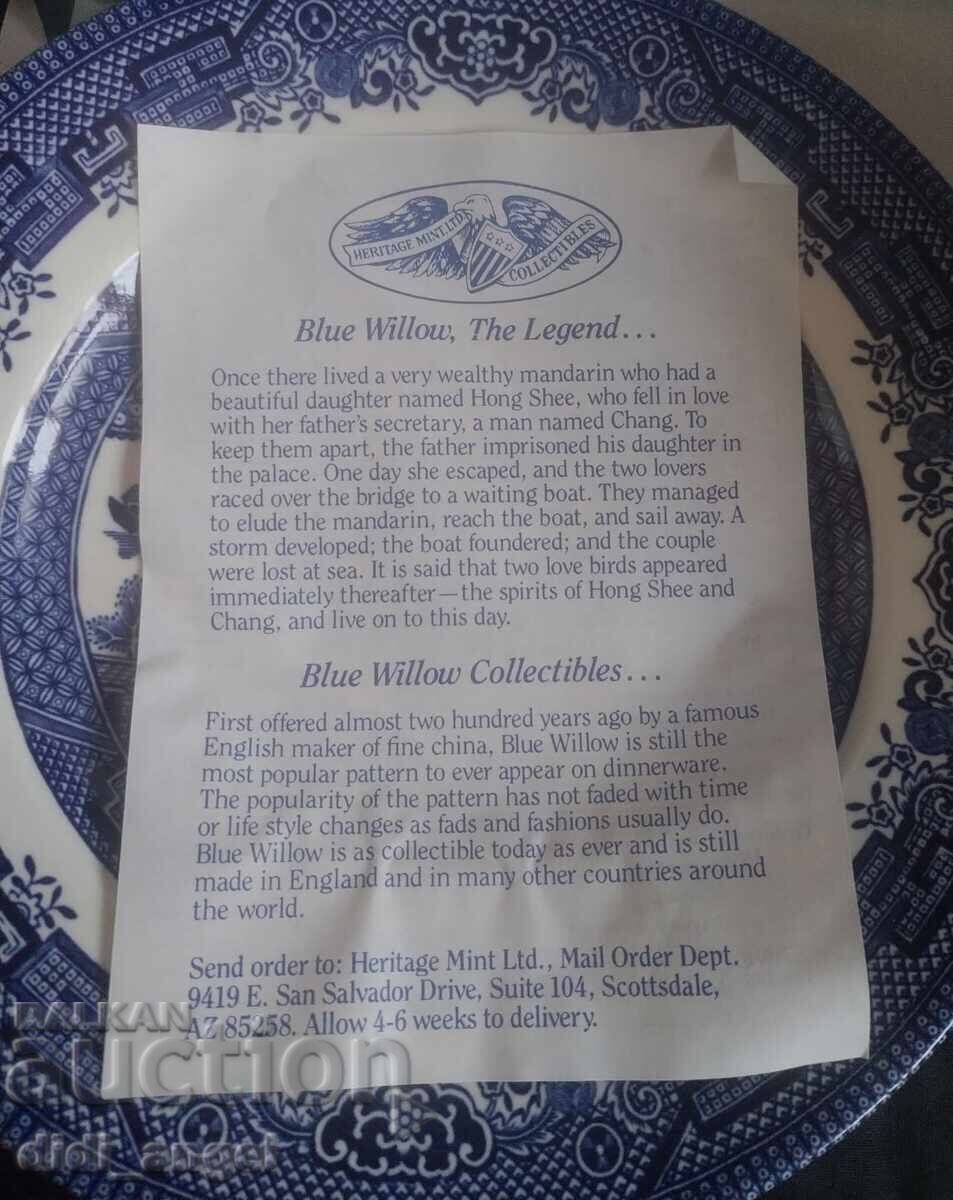 HERITAGE MINT, LTD.
COLLECTIBLES
Blue Willow, The Legend...
Once there lived a very wealthy mandarin who had a
beautiful daughter named Hong Shee, who fell in love
with her father's secretary, a man named Chang. To
keep them apart, the father imprisoned his daughter in
the palace. One day she escaped, and the two lovers
raced over the bridge to a waiting boat. They managed
to elude the mandarin, reach the boat, and sail away. A
storm developed; the boat foundered; and the couple
were lost at sea. It is said that two love birds appeared
immediately thereafter—the spirits of Hong Shee and
Chang, and live on to this day.
Blue Willow Collectibles...
First offered almost two hundred years ago by a famous
English maker of fine china, Blue Willow is still the
most popular pattern to ever appear on dinnerware.
The popularity of the pattern has not faded with time
or life style changes as fads and fashions usually do.
Blue Willow is as collectible today as ever and is still
made in England and in many other countries around
the world.
Send order to: Heritage Mint Ltd., Mail Order Dept.
9419 E. San Salvador Drive, Suite 104, Scottsdale,
AZ 85258. Allow 4-6 weeks to delivery.
BALKAN
auction
didi_angel